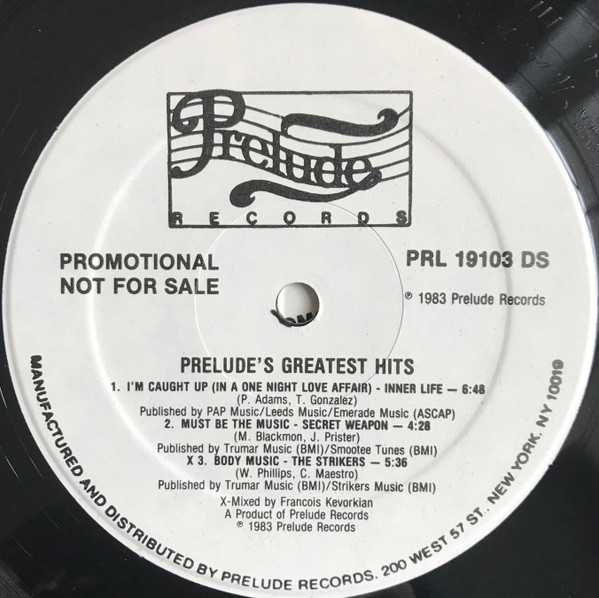 Prelude
RECORDS
PROMOTIONAL
NOT FOR SALE
PRL 19103 DS
℗ 1983 Prelude Records
PRELUDE'S GREATEST HITS
1. I'M CAUGHT UP (IN A ONE NIGHT LOVE AFFAIR) - INNER LIFE — 6:48
(P. Adams, T. Gonzalez)
Published by PAP Music/Leeds Music/Emerade Music (ASCAP)
2. MUST BE THE MUSIC - SECRET WEAPON — 4:28
(M. Blackmon, J. Prister)
Published by Trumar Music (BMI)/Smootee Tunes (BMI)
X 3. BODY MUSIC - THE STRIKERS — 5:36
(W. Phillips, C. Maestro)
Published by Trumar Music (BMI)/Strikers Music (BMI)
X-Mixed by Francois Kevorkian
A Product of Prelude Records
℗ 1983 Prelude Records
MANUFACTURED AND DISTRIBUTED BY PRELUDE RECORDS. 200 WEST 57 ST., NEW YORK, NY 10019